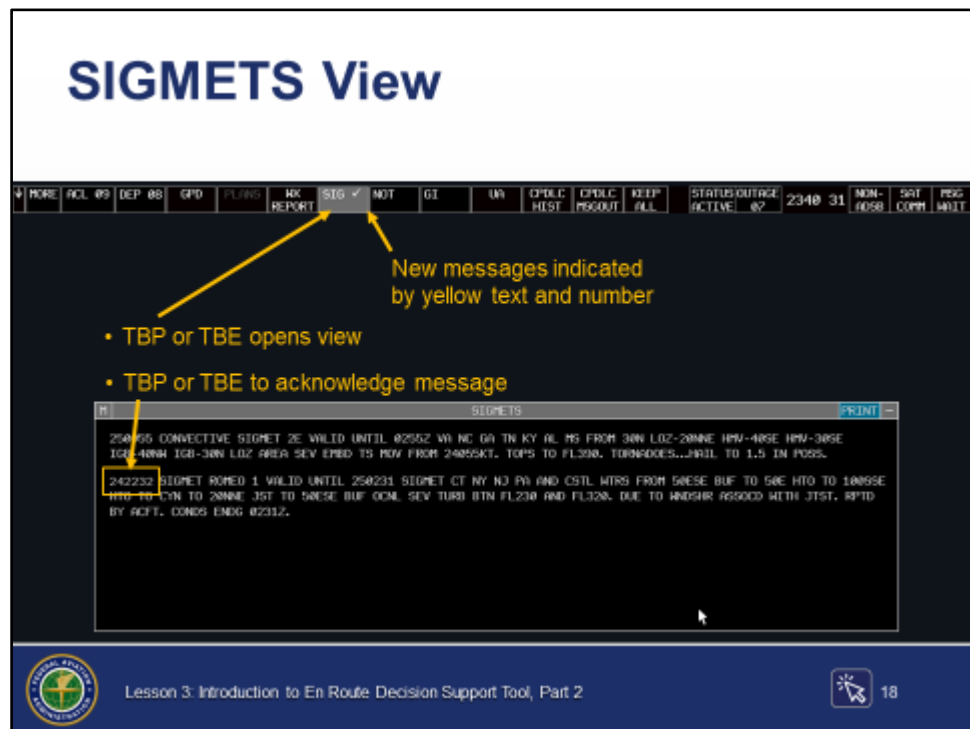 SIGMETS View
MORE ACL 09 DEP 08 GPD PLANS WX REPORT SIG ✓ NOT GI UA CPDLC HIST CPDLC MSGOUT KEEP ALL STATUS ACTIVE OUTAGE 07 2340 31 NON-ADSB SAT COMM MSG WAIT
New messages indicated
by yellow text and number
• TBP or TBE opens view
• TBP or TBE to acknowledge message
M SIGMETS PRINT -
CONVECTIVE SIGMET 2E VALID UNTIL 0255Z VA NC GA TN KY AL MS FROM 30N LOZ-20NNE HMV-40SE HMV-30SE
IGB-40NW IGB-30N LOZ AREA SEV EMBD TS MOV FROM 24055KT. TOPS TO FL390. TORNADOES...HAIL TO 1.5 IN POSS.
242232 SIGMET ROMEO 1 VALID UNTIL 250231 SIGMET CT NY NJ PA AND CSTL WTRS FROM 50ESE BUF TO 50E HTO TO 100SSE
HTO TO CYN TO 20NNE JST TO 50ESE BUF OCNL SEV TURB BTN FL230 AND FL320. DUE TO WNDSHR ASSOCD WITH JTST. RPTD
BY ACFT. CONDS ENDG 0231Z.
FEDERAL AVIATION ADMINISTRATION
Lesson 3: Introduction to En Route Decision Support Tool, Part 2
18